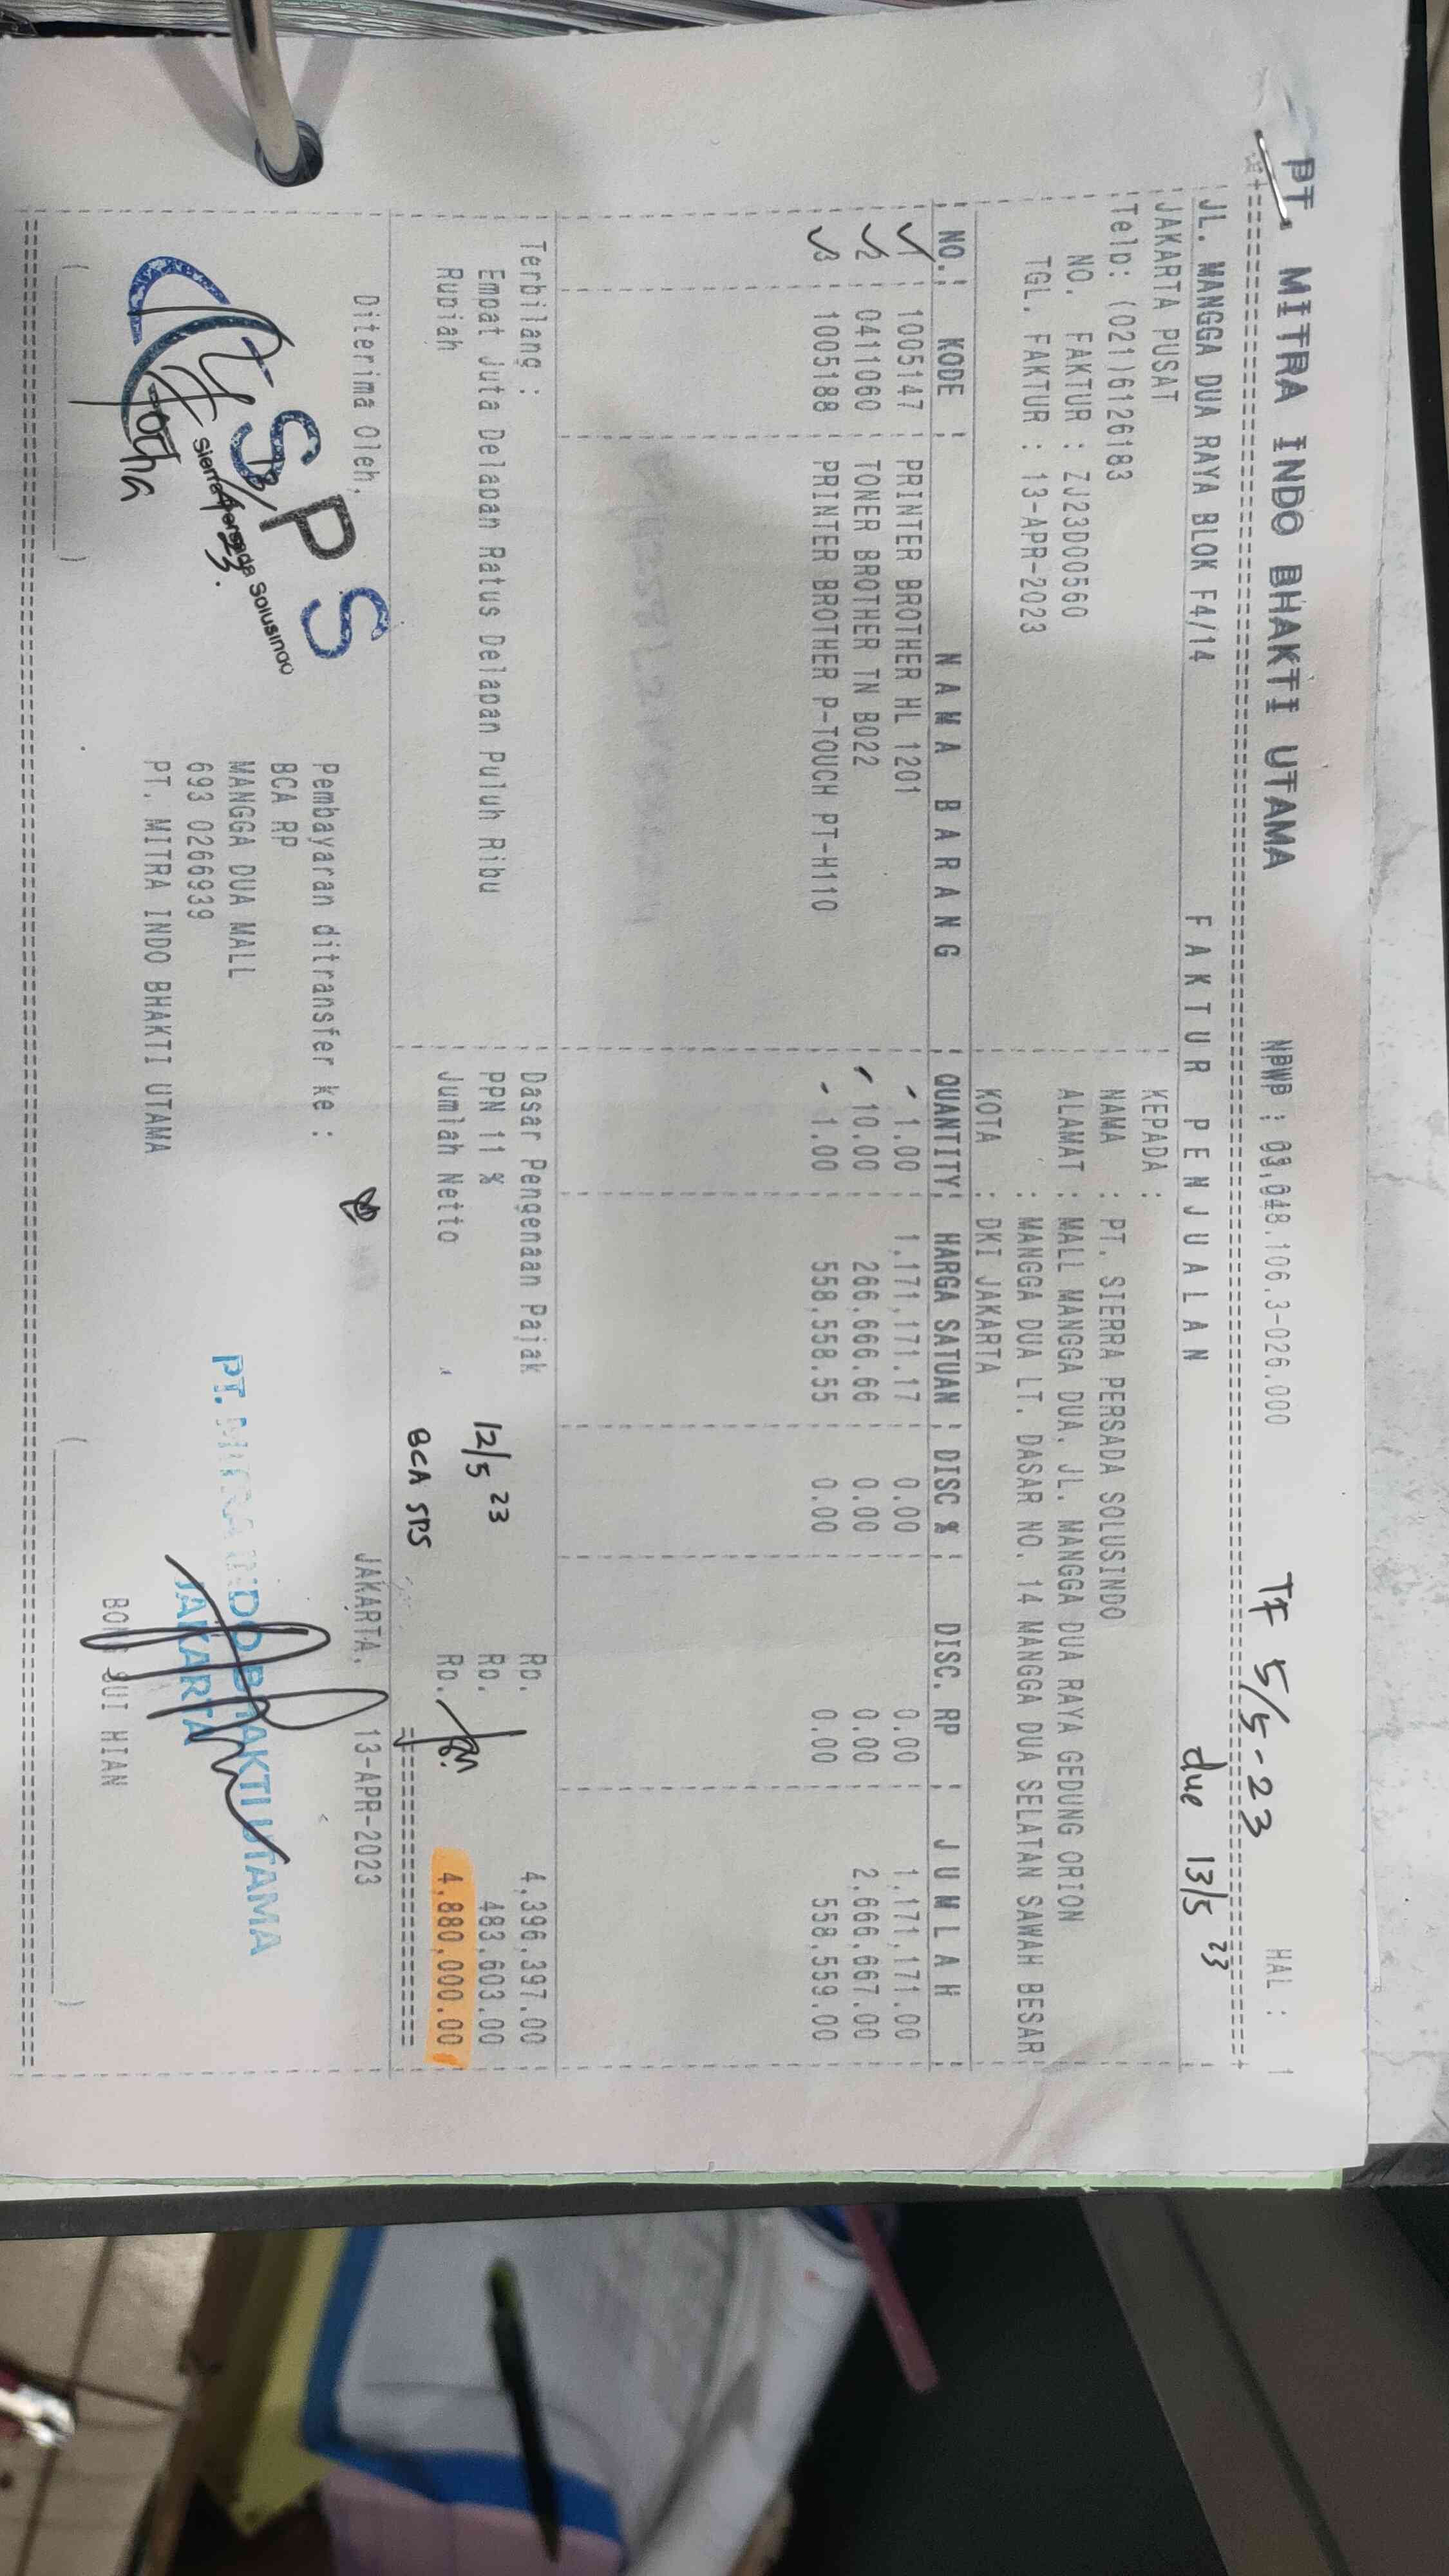 PT. MITRA INDO BHAKTI UTAMA NPWP : 03.048.106.3-026.000 TF 5/5-23 HAL : 1
JL. MANGGA DUA RAYA BLOK F4/14 F A K T U R P E N J U A L A N due 13/5 23
JAKARTA PUSAT KEPADA :
Telp: (021)6126183 NAMA : PT. SIERRA PERSADA SOLUSINDO
NO. FAKTUR : ZJ23D00560 ALAMAT : MALL MANGGA DUA, JL. MANGGA DUA RAYA GEDUNG ORION
TGL. FAKTUR : 13-APR-2023 : MANGGA DUA LT. DASAR NO. 14 MANGGA DUA SELATAN SAWAH BESAR
KOTA : DKI JAKARTA
NO. KODE N A M A B A R A N G QUANTITY HARGA SATUAN DISC % DISC. RP J U M L A H
1 1005147 PRINTER BROTHER HL 1201 1.00 1,171,171.17 0.00 0.00 1,171,171.00
2 0411060 TONER BROTHER TN B022 10.00 266,666.66 0.00 0.00 2,666,667.00
3 1005188 PRINTER BROTHER P-TOUCH PT-H110 1.00 558,558.55 0.00 0.00 558,559.00
Terbilang : Dasar Pengenaan Pajak Rp. 4,396,397.00
Empat Juta Delapan Ratus Delapan Puluh Ribu PPN 11 % 12/5 23 Rp. 483,603.00
Rupiah Jumlah Netto BCA SPS Rp. 4,880,000.00
Diterima Oleh, JAKARTA, 13-APR-2023
Pembayaran ditransfer ke :
BCA RP
MANGGA DUA MALL
693 0266939
PT. MITRA INDO BHAKTI UTAMA
SPS
Sierra Persada Solusindo
PT. MITRA INDO BHAKTI UTAMA
JAKARTA
BONG SUI HIAN